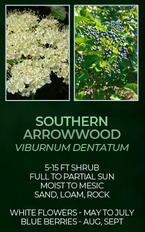 SOUTHERN
ARROWWOOD
VIBURNUM DENTATUM
5-15 FT SHRUB
FULL TO PARTIAL SUN
MOIST TO MESIC
SAND, LOAM, ROCK
WHITE FLOWERS - MAY TO JULY
BLUE BERRIES - AUG, SEPT